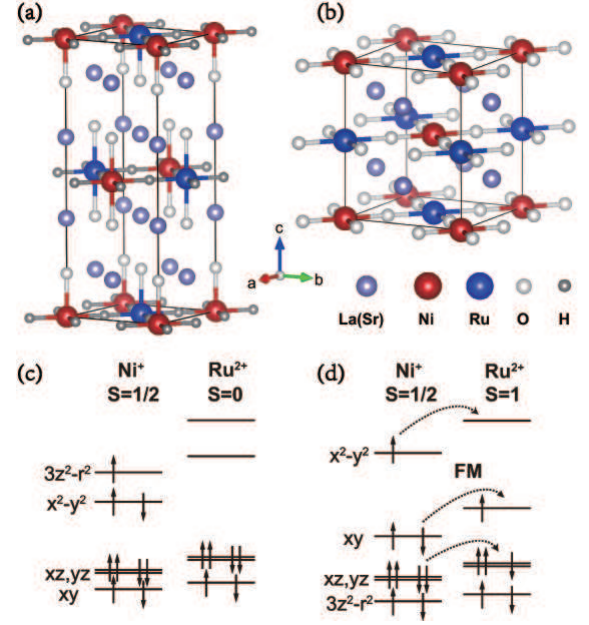 (a)
(b)
c
a
b
La(Sr)
Ni
Ru
O
H
(c)
Ni⁺
S=1/2
Ru²⁺
S=0
3z²-r²
x²-y²
xz,yz
xy
(d)
Ni⁺
S=1/2
Ru²⁺
S=1
x²-y²
FM
xy
xz,yz
3z²-r²